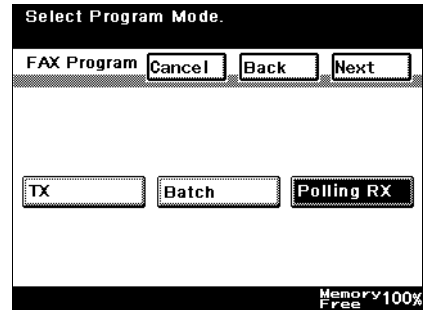 Select Program Mode.
FAX Program Cancel Back Next
TX Batch Polling RX
Memory Free 100%